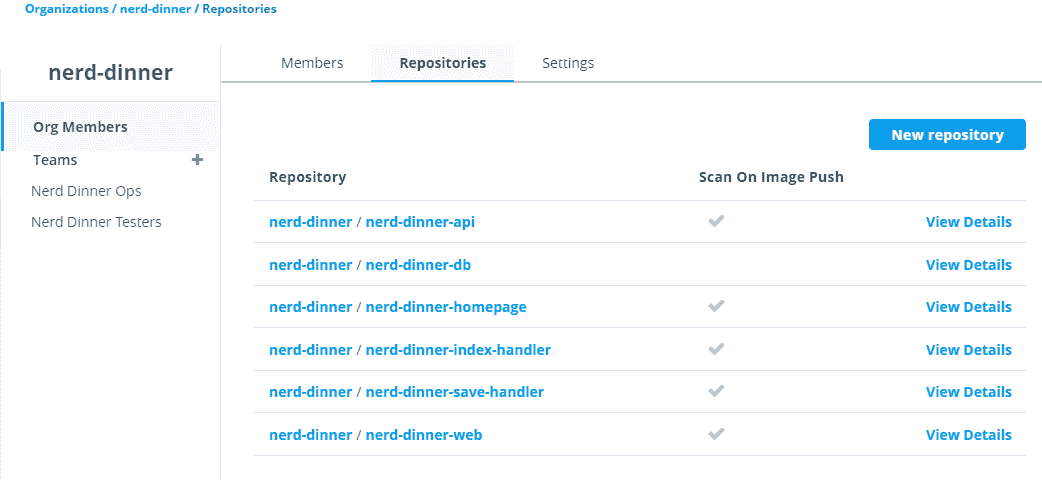 Organizations / nerd-dinner / Repositories
nerd-dinner
Members Repositories Settings
Org Members
Teams
Nerd Dinner Ops
Nerd Dinner Testers
New repository
Repository Scan On Image Push
nerd-dinner / nerd-dinner-api View Details
nerd-dinner / nerd-dinner-db View Details
nerd-dinner / nerd-dinner-homepage View Details
nerd-dinner / nerd-dinner-index-handler View Details
nerd-dinner / nerd-dinner-save-handler View Details
nerd-dinner / nerd-dinner-web View Details